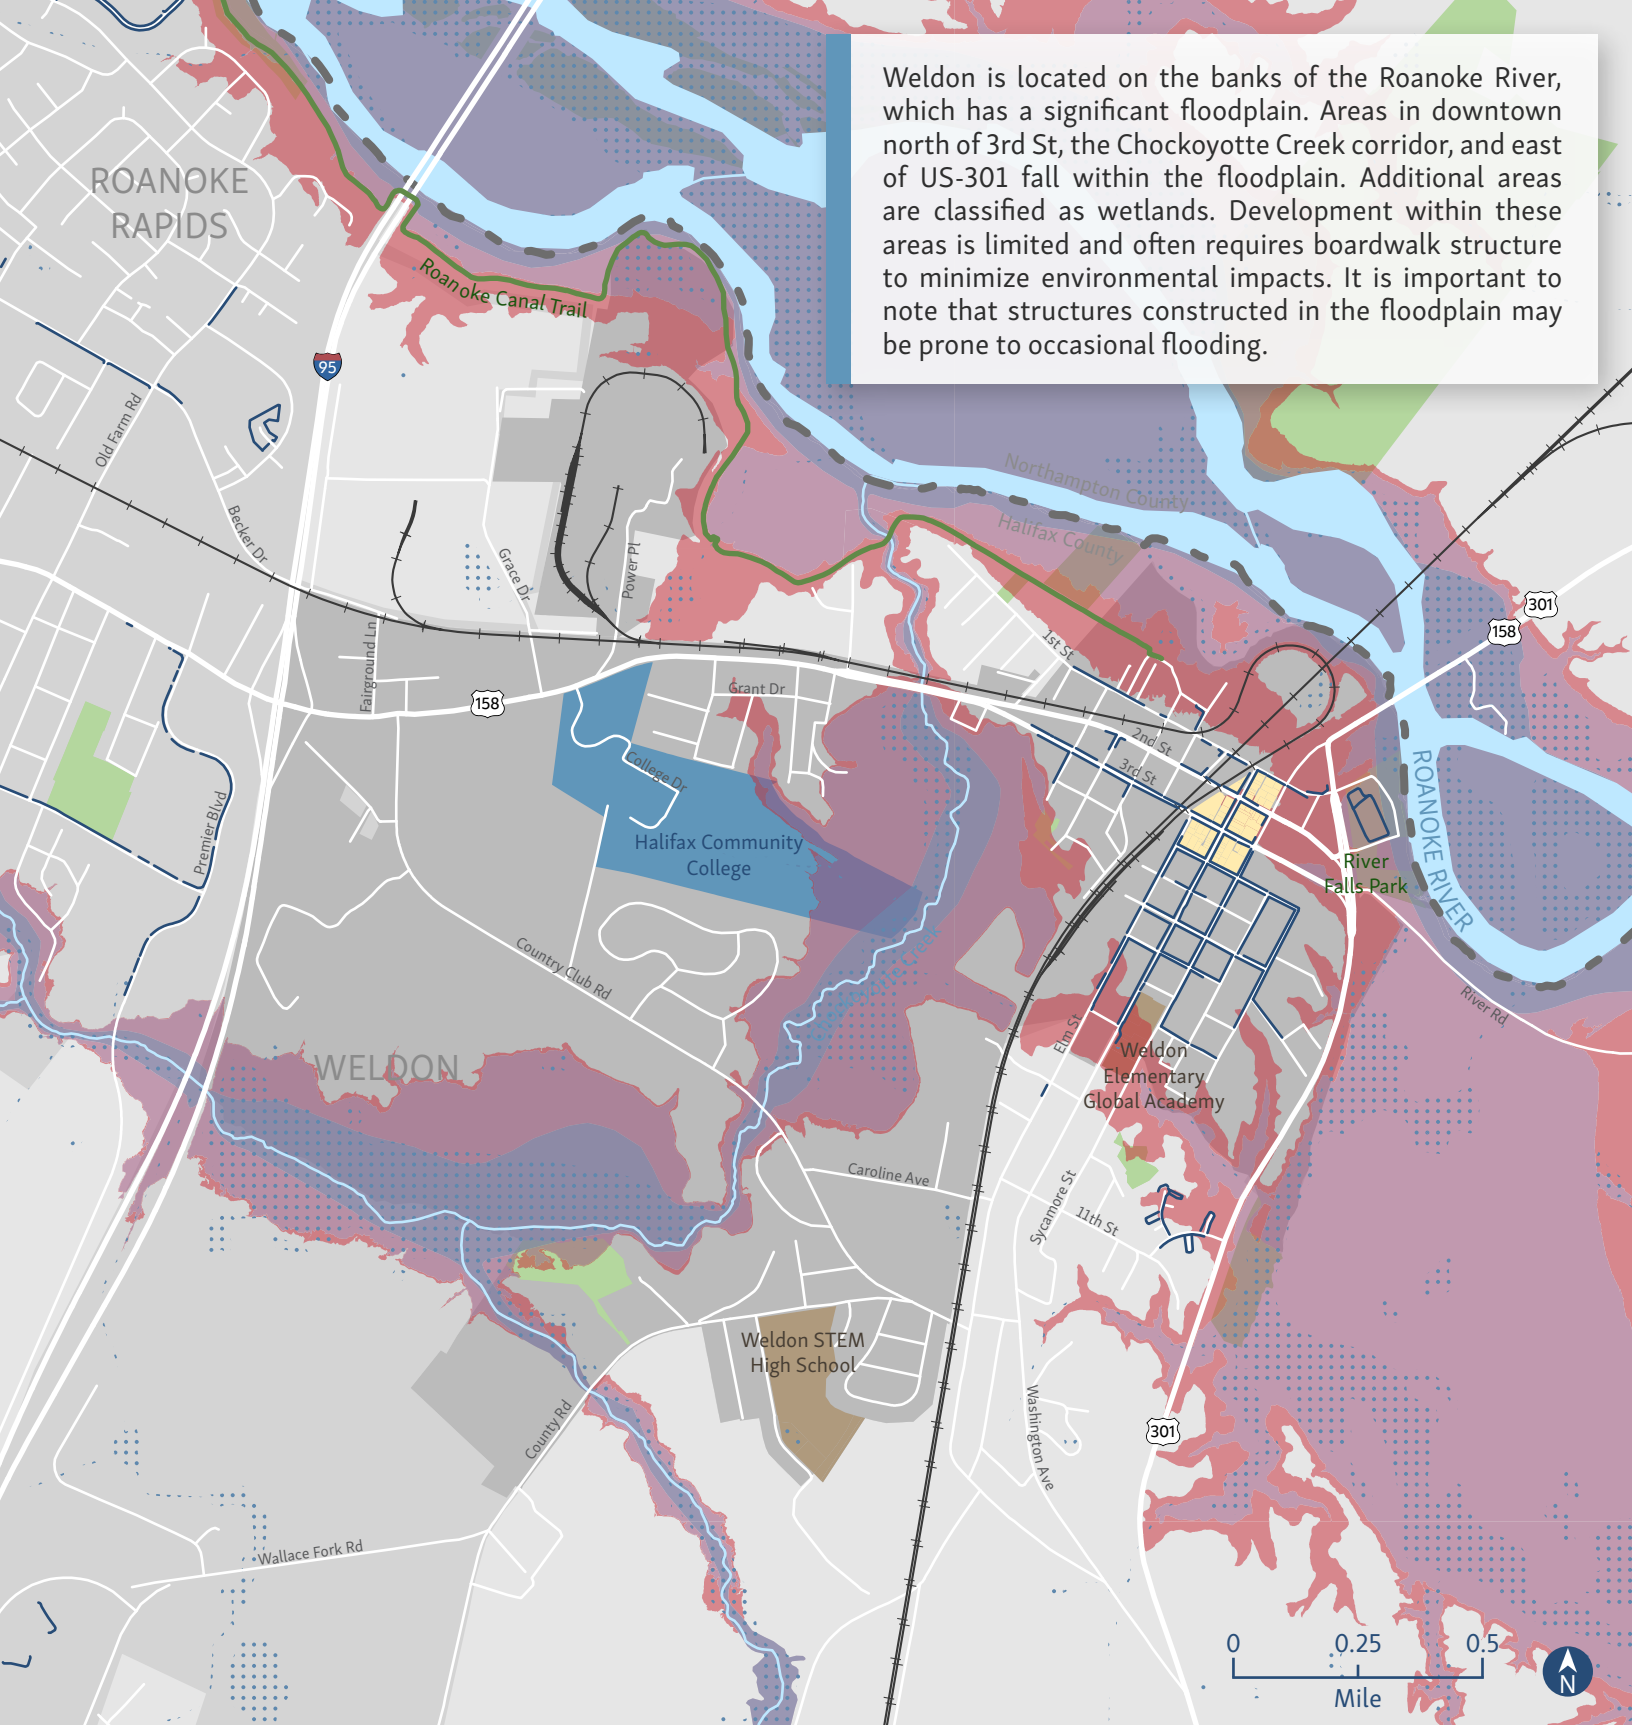 Weldon is located on the banks of the Roanoke River,
which has a significant floodplain. Areas in downtown
north of 3rd St, the Chockoyotte Creek corridor, and east
of US-301 fall within the floodplain. Additional areas
are classified as wetlands. Development within these
areas is limited and often requires boardwalk structure
to minimize environmental impacts. It is important to
note that structures constructed in the floodplain may
be prone to occasional flooding.
ROANOKE
RAPIDS
Roanoke Canal Trail
95
Old Farm Rd
Becker Dr
Grace Dr
Power Pl
Northampton County
Halifax County
301
158
1st St
Fairground Ln
158
Grant Dr
2nd St
3rd St
College Dr
Premier Blvd
Halifax Community
College
ROANOKE RIVER
River
Falls Park
Country Club Rd
Creek
River Rd
Elm St
WELDON
Weldon
Elementary
Global Academy
Caroline Ave
Sycamore St
11th St
Weldon STEM
High School
County Rd
Washington Ave
301
Wallace Fork Rd
0 0.25 0.5
Mile
N